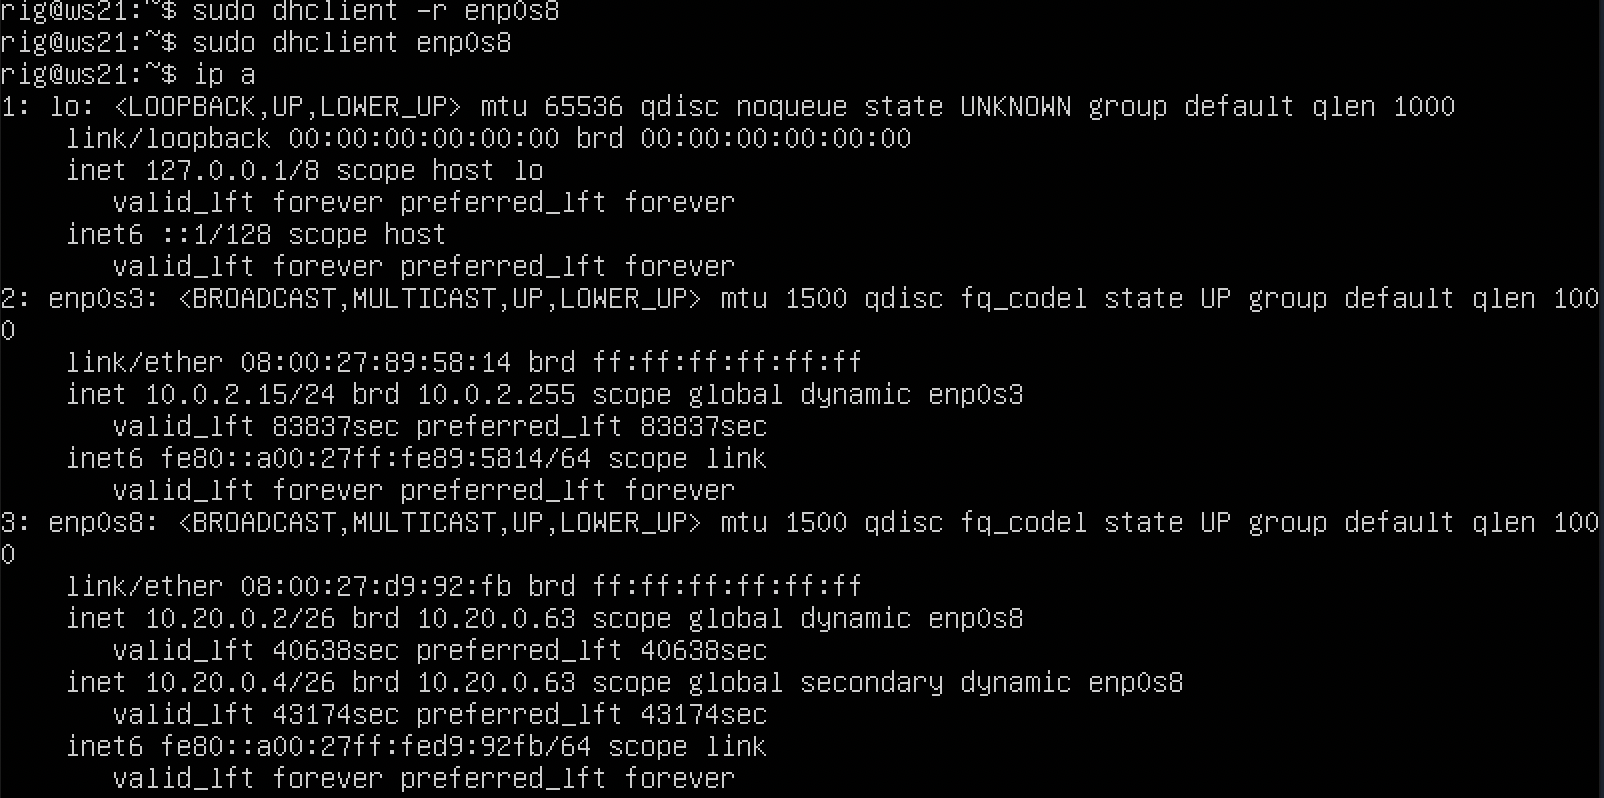 rig@ws21:~$ sudo dhclient -r enp0s8
rig@ws21:~$ sudo dhclient enp0s8
rig@ws21:~$ ip a
1: lo: <LOOPBACK,UP,LOWER_UP> mtu 65536 qdisc noqueue state UNKNOWN group default qlen 1000
    link/loopback 00:00:00:00:00:00 brd 00:00:00:00:00:00
    inet 127.0.0.1/8 scope host lo
       valid_lft forever preferred_lft forever
    inet6 ::1/128 scope host
       valid_lft forever preferred_lft forever
2: enp0s3: <BROADCAST,MULTICAST,UP,LOWER_UP> mtu 1500 qdisc fq_codel state UP group default qlen 100
0
    link/ether 08:00:27:89:58:14 brd ff:ff:ff:ff:ff:ff
    inet 10.0.2.15/24 brd 10.0.2.255 scope global dynamic enp0s3
       valid_lft 83837sec preferred_lft 83837sec
    inet6 fe80::a00:27ff:fe89:5814/64 scope link
       valid_lft forever preferred_lft forever
3: enp0s8: <BROADCAST,MULTICAST,UP,LOWER_UP> mtu 1500 qdisc fq_codel state UP group default qlen 100
0
    link/ether 08:00:27:d9:92:fb brd ff:ff:ff:ff:ff:ff
    inet 10.20.0.2/26 brd 10.20.0.63 scope global dynamic enp0s8
       valid_lft 40638sec preferred_lft 40638sec
    inet 10.20.0.4/26 brd 10.20.0.63 scope global secondary dynamic enp0s8
       valid_lft 43174sec preferred_lft 43174sec
    inet6 fe80::a00:27ff:fed9:92fb/64 scope link
       valid_lft forever preferred_lft forever